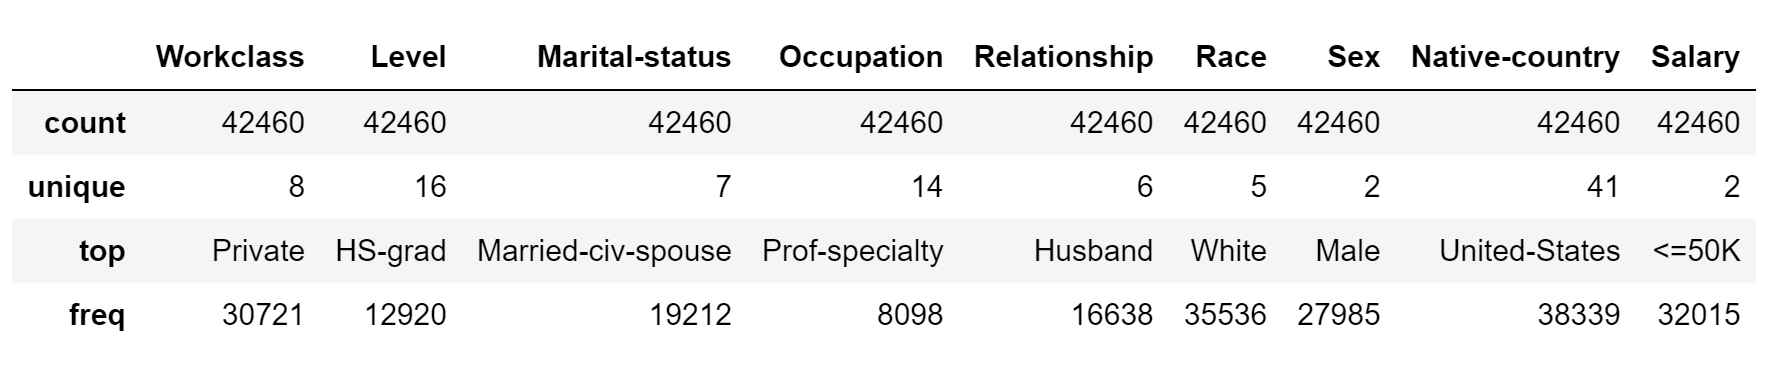 Workclass Level Marital-status Occupation Relationship Race Sex Native-country Salary
count 42460 42460 42460 42460 42460 42460 42460 42460 42460
unique 8 16 7 14 6 5 2 41 2
top Private HS-grad Married-civ-spouse Prof-specialty Husband White Male United-States <=50K
freq 30721 12920 19212 8098 16638 35536 27985 38339 32015